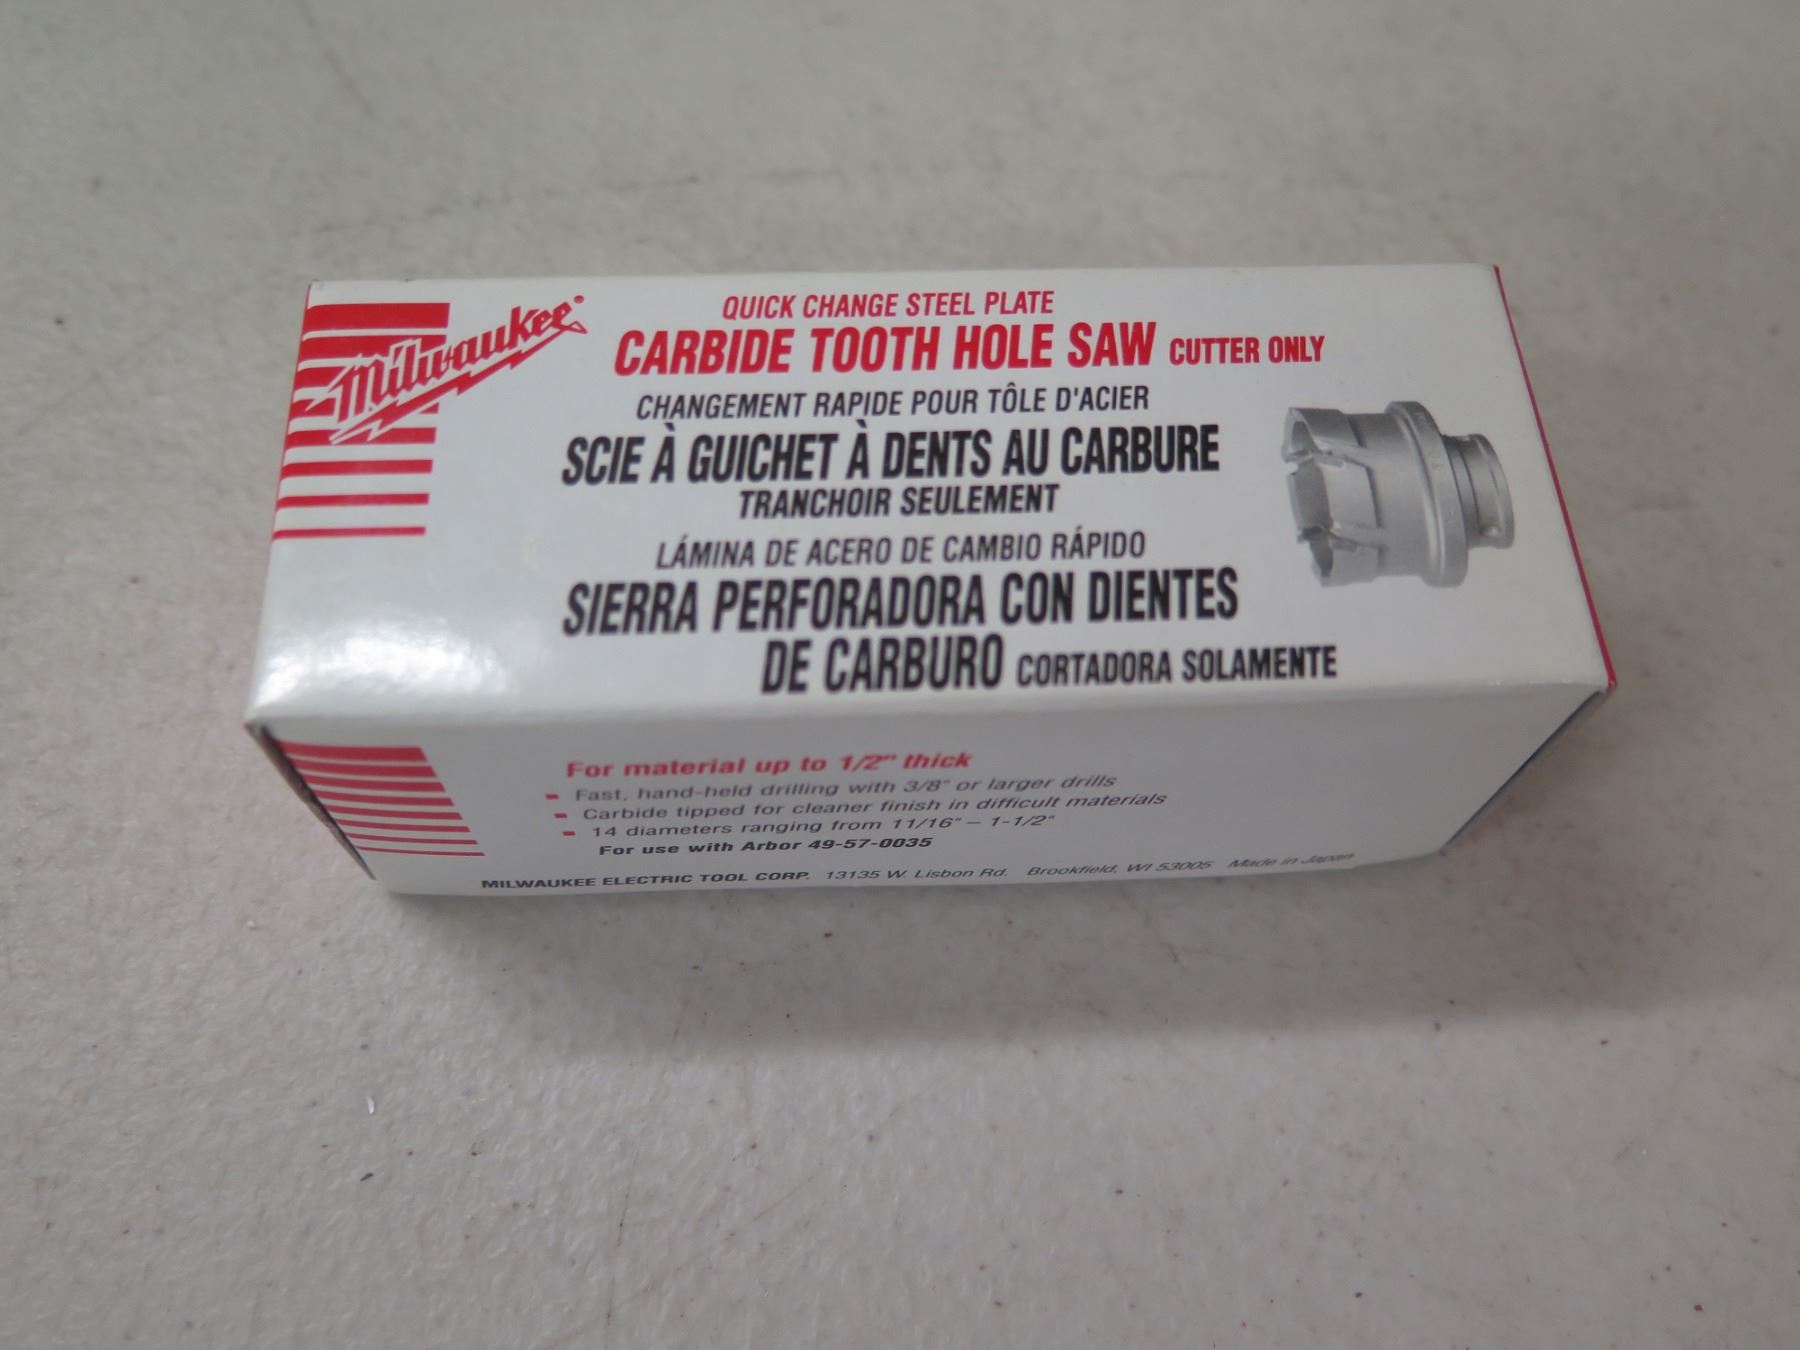 Milwaukee®
QUICK CHANGE STEEL PLATE
CARBIDE TOOTH HOLE SAW CUTTER ONLY
CHANGEMENT RAPIDE POUR TÔLE D'ACIER
SCIE À GUICHET À DENTS AU CARBURE
TRANCHOIR SEULEMENT
LÁMINA DE ACERO DE CAMBIO RÁPIDO
SIERRA PERFORADORA CON DIENTES
DE CARBURO CORTADORA SOLAMENTE
For material up to 1/2" thick
- Fast, hand-held drilling with 3/8" or larger drills
- Carbide tipped for cleaner finish in difficult materials
- 14 diameters ranging from 11/16" – 1-1/2"
For use with Arbor 49-57-0035
MILWAUKEE ELECTRIC TOOL CORP. 13135 W. Lisbon Rd. Brookfield, WI 53005 Made in Japan